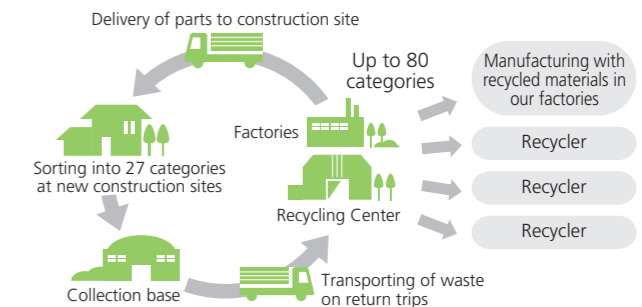 Delivery of parts to construction site
Up to 80
categories
Manufacturing with
recycled materials in
our factories
Factories
Recycler
Sorting into 27 categories
at new construction sites
Recycler
Recycling Center
Recycler
Collection base
Transporting of waste
on return trips